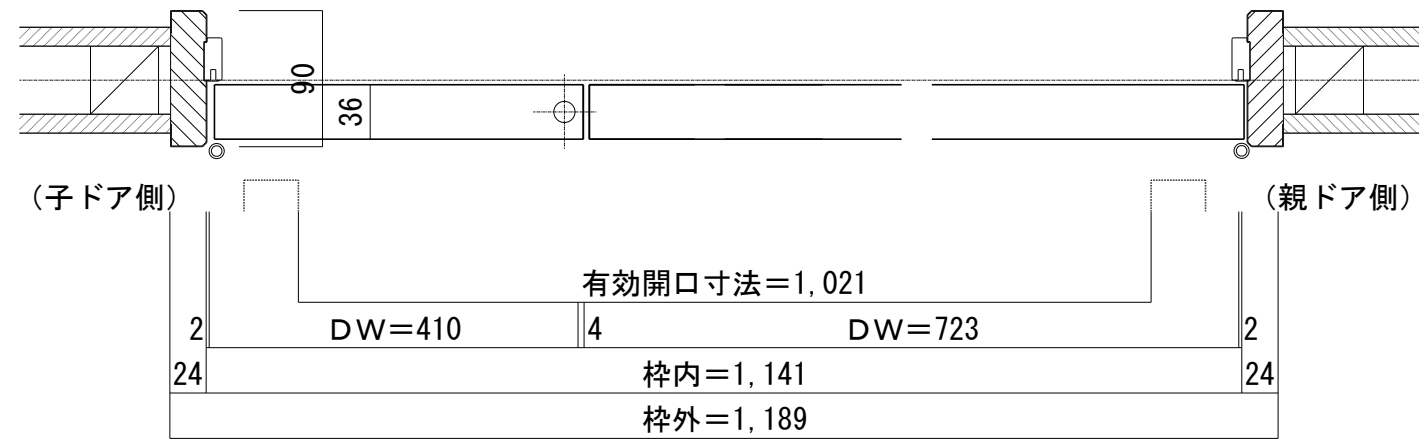 90
36
（子ドア側）
（親ドア側）
有効開口寸法＝1,021
2
ＤＷ＝410
4
ＤＷ＝723
2
24
枠内＝1,141
24
枠外＝1,189